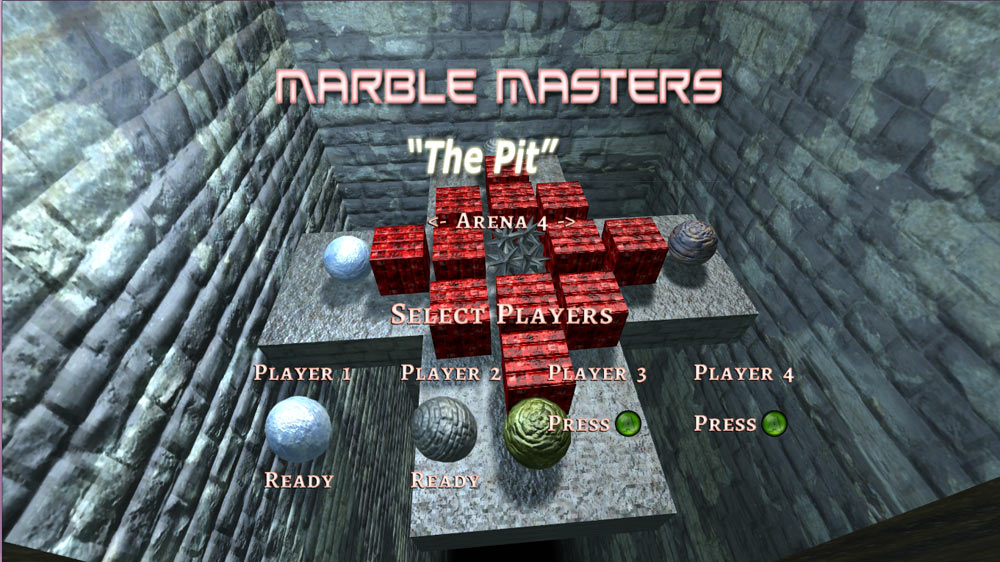 MARBLE MASTERS
"The Pit”
<- Arena 4 ->
Select Players
Player 1 Player 2 Player 3 Player 4
Press Press
Ready Ready